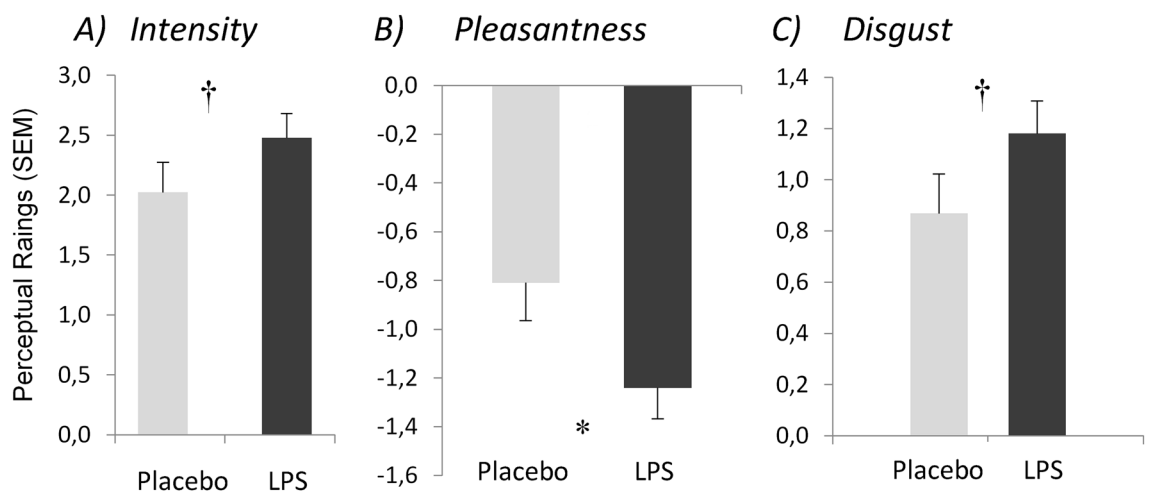 A) Intensity
B) Pleasantness
C) Disgust
Perceptual Raings (SEM)
3,0
2,5
2,0
1,5
1,0
0,5
0,0
†
Placebo
LPS
0,0
-0,2
-0,4
-0,6
-0,8
-1,0
-1,2
-1,4
-1,6
*
Placebo
LPS
1,4
1,2
1,0
0,8
0,6
0,4
0,2
0,0
†
Placebo
LPS